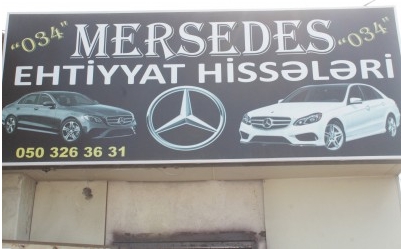 "034" MERSEDES "034"
EHTİYYAT HİSSƏLƏRİ
050 326 36 31